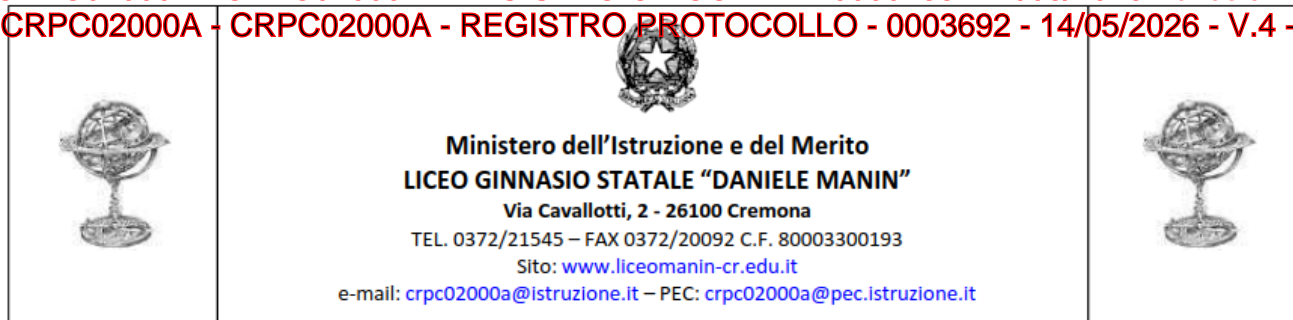 CRPC02000A - CRPC02000A - REGISTRO PROTOCOLLO - 0003692 - 14/05/2026 - V.4 -
Ministero dell’Istruzione e del Merito
LICEO GINNASIO STATALE “DANIELE MANIN”
Via Cavallotti, 2 - 26100 Cremona
TEL. 0372/21545 – FAX 0372/20092 C.F. 80003300193
Sito: www.liceomanin-cr.edu.it
e-mail: crpc02000a@istruzione.it – PEC: crpc02000a@pec.istruzione.it